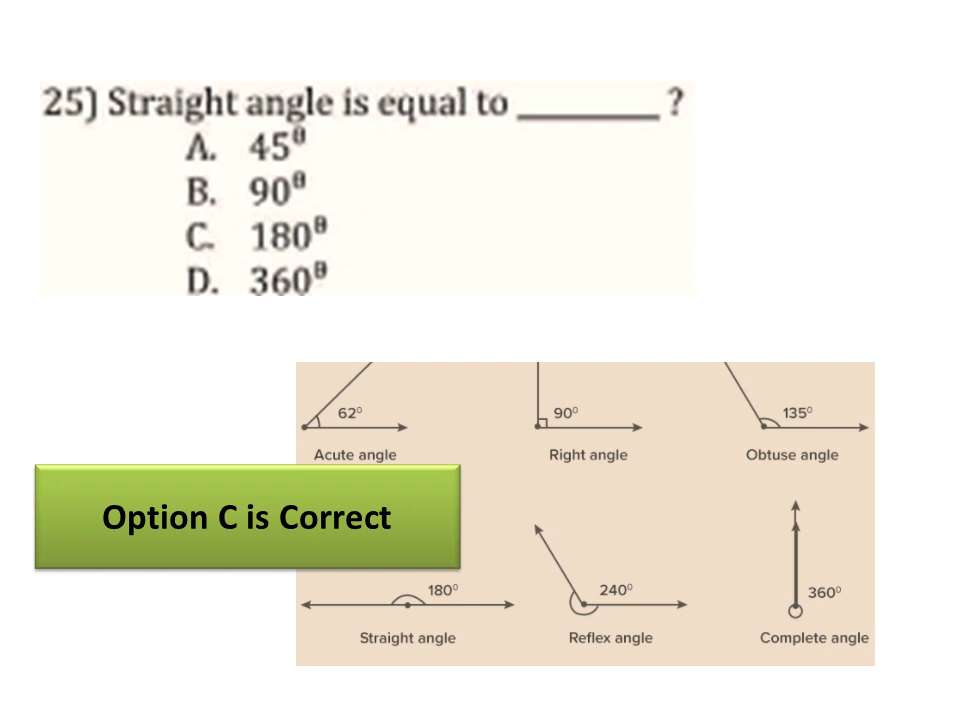 25) Straight angle is equal to ________ ?
A. 45⁰
B. 90⁰
C. 180⁰
D. 360⁰
62⁰
90⁰
135⁰
Acute angle
Right angle
Obtuse angle
Option C is Correct
180⁰
240⁰
360⁰
Straight angle
Reflex angle
Complete angle